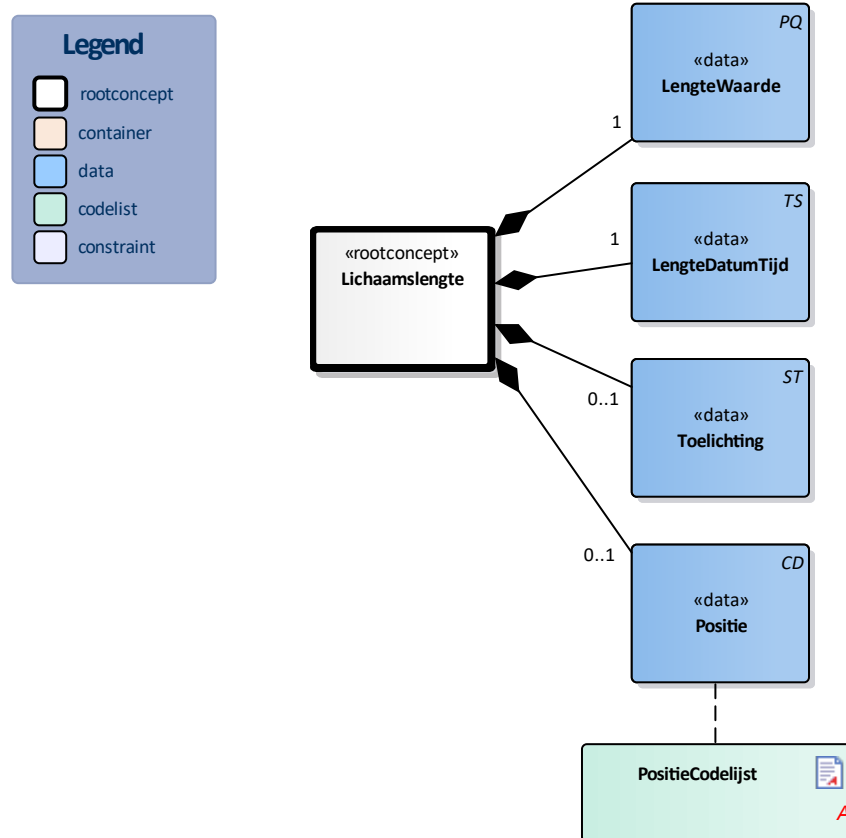 Legend
rootconcept
container
data
codelist
constraint
PQ
«data»
LengteWaarde
1
TS
«data»
LengteDatumTijd
1
«rootconcept»
Lichaamslengte
ST
«data»
Toelichting
0..1
CD
«data»
Positie
0..1
PositieCodelijst
A